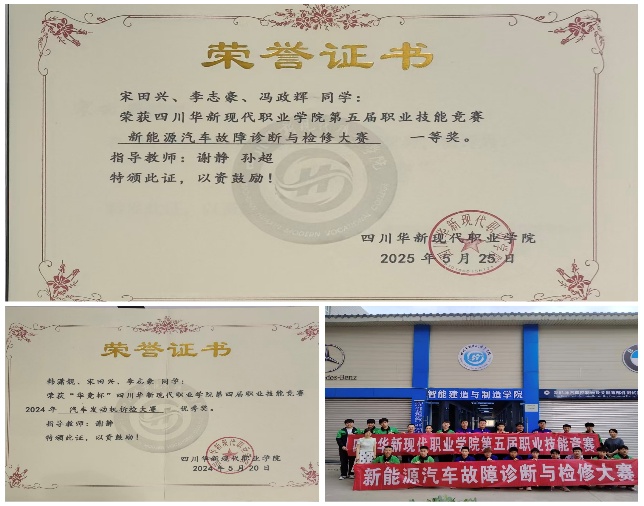 荣誉证书
宋田兴、李志豪、冯政辉 同学：
荣获四川华新现代职业学院第五届职业技能竞赛
新能源汽车故障诊断与检修大赛 一等奖。
指导教师：谢静 孙超
特颁此证，以资鼓励！
四川华新现代职业学院
2025 年 5 月 25 日
荣誉证书
韩潇靓、宋田兴、李志豪 同学：
荣获“华竞杯”四川华新现代职业学院第四届职业技能竞赛
2024年 汽车发动机拆检大赛 优秀奖。
指导教师：谢静
特颁此证，以资鼓励！
四川华新现代职业学院
2024 年 5 月 20 日
Mercedes-Benz
智能建造与制造学院
华新现代职业学院第五届职业技能竞赛
新能源汽车故障诊断与检修大赛